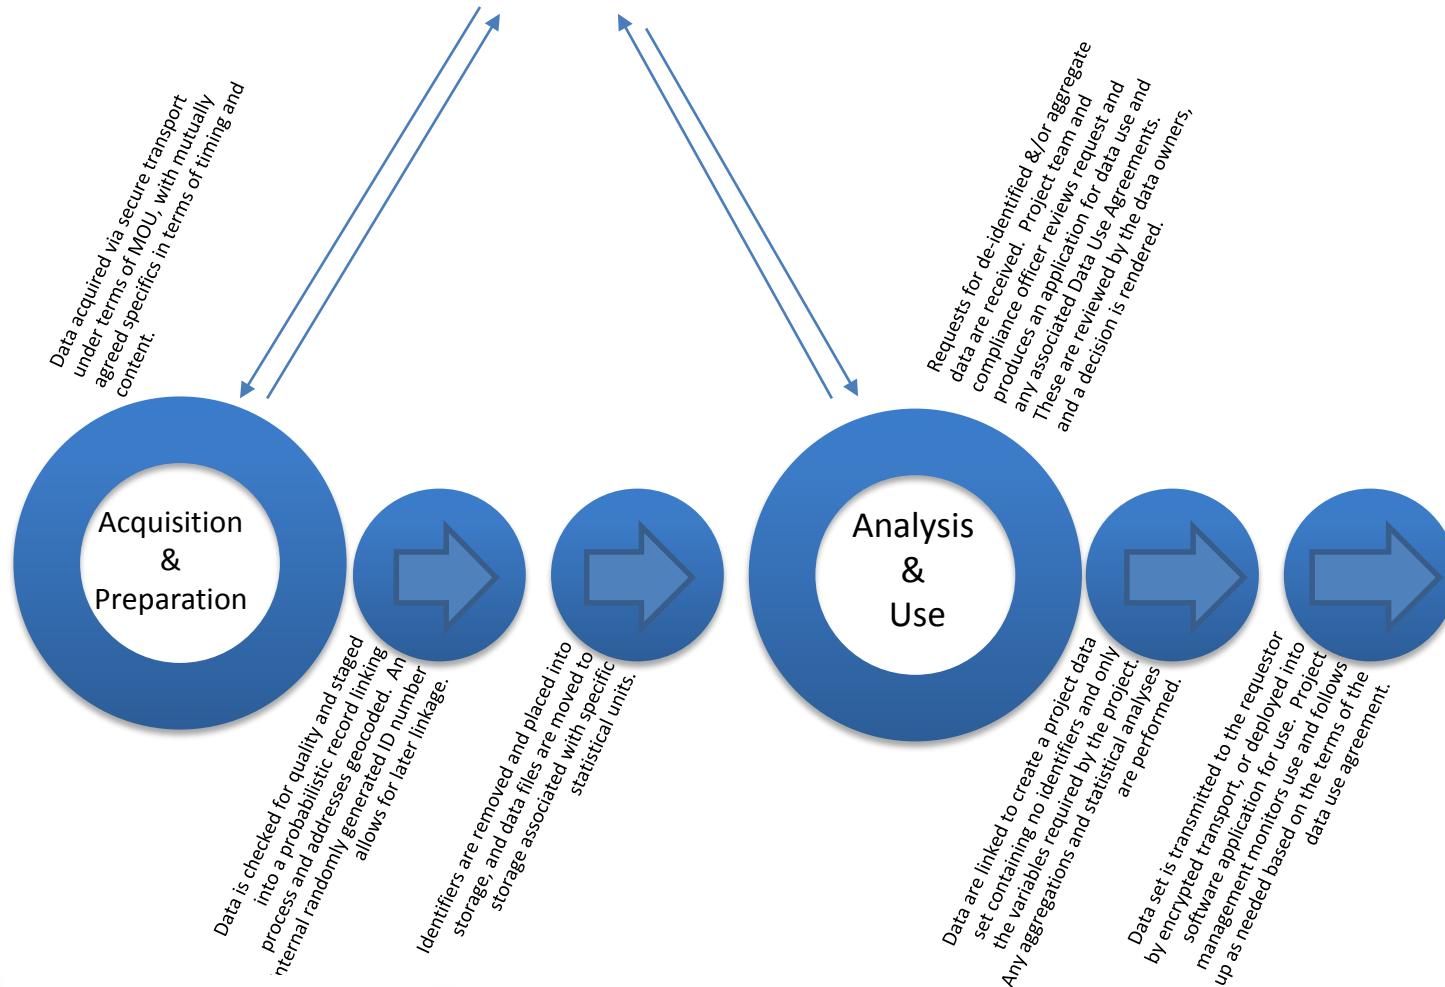 Data acquired via secure transport
under terms of MOU, with mutually
agreed specifics in terms of timing and
content.
Acquisition
&
Preparation
Data is checked for quality and staged
into a probabilistic record linking
process and addresses geocoded.  An
internal randomly generated ID number
allows for later linkage.
Identifiers are removed and placed into
storage, and data files are moved to
storage associated with specific
statistical units.
Requests for de-identified &/or aggregate
data are received.  Project team and
compliance officer reviews request and
produces an application for data use and
any associated Data Use Agreements.
These are reviewed by the data owners,
and a decision is rendered.
Analysis
&
Use
Data are linked to create a project data
set containing no identifiers and only
the variables required by the project.
Any aggregations and statistical analyses
are performed.
Data set is transmitted to the requestor
by encrypted transport, or deployed into
software application for use.  Project
management monitors use and follows
up as needed based on the terms of the
data use agreement.